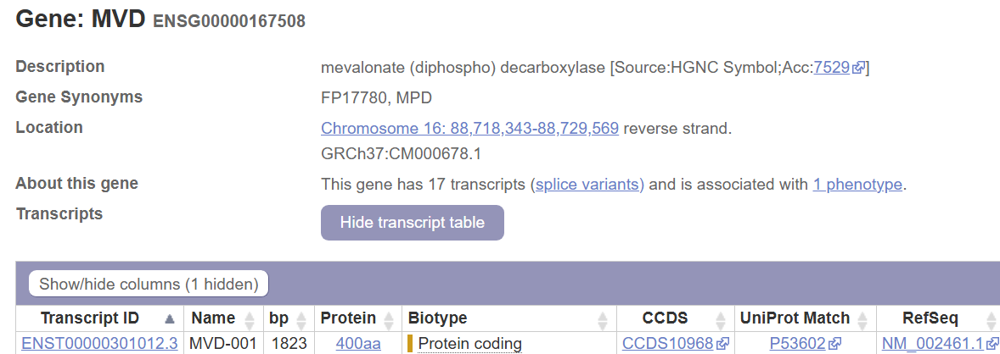 Gene: MVD ENSG00000167508
Description mevalonate (diphospho) decarboxylase [Source:HGNC Symbol;Acc:7529]
Gene Synonyms FP17780, MPD
Location Chromosome 16: 88,718,343-88,729,569 reverse strand.
GRCh37:CM000678.1
About this gene This gene has 17 transcripts (splice variants) and is associated with 1 phenotype.
Transcripts Hide transcript table
Show/hide columns (1 hidden)
Transcript ID Name bp Protein Biotype CCDS UniProt Match RefSeq
ENST00000301012.3 MVD-001 1823 400aa Protein coding CCDS10968 P53602 NM_002461.1